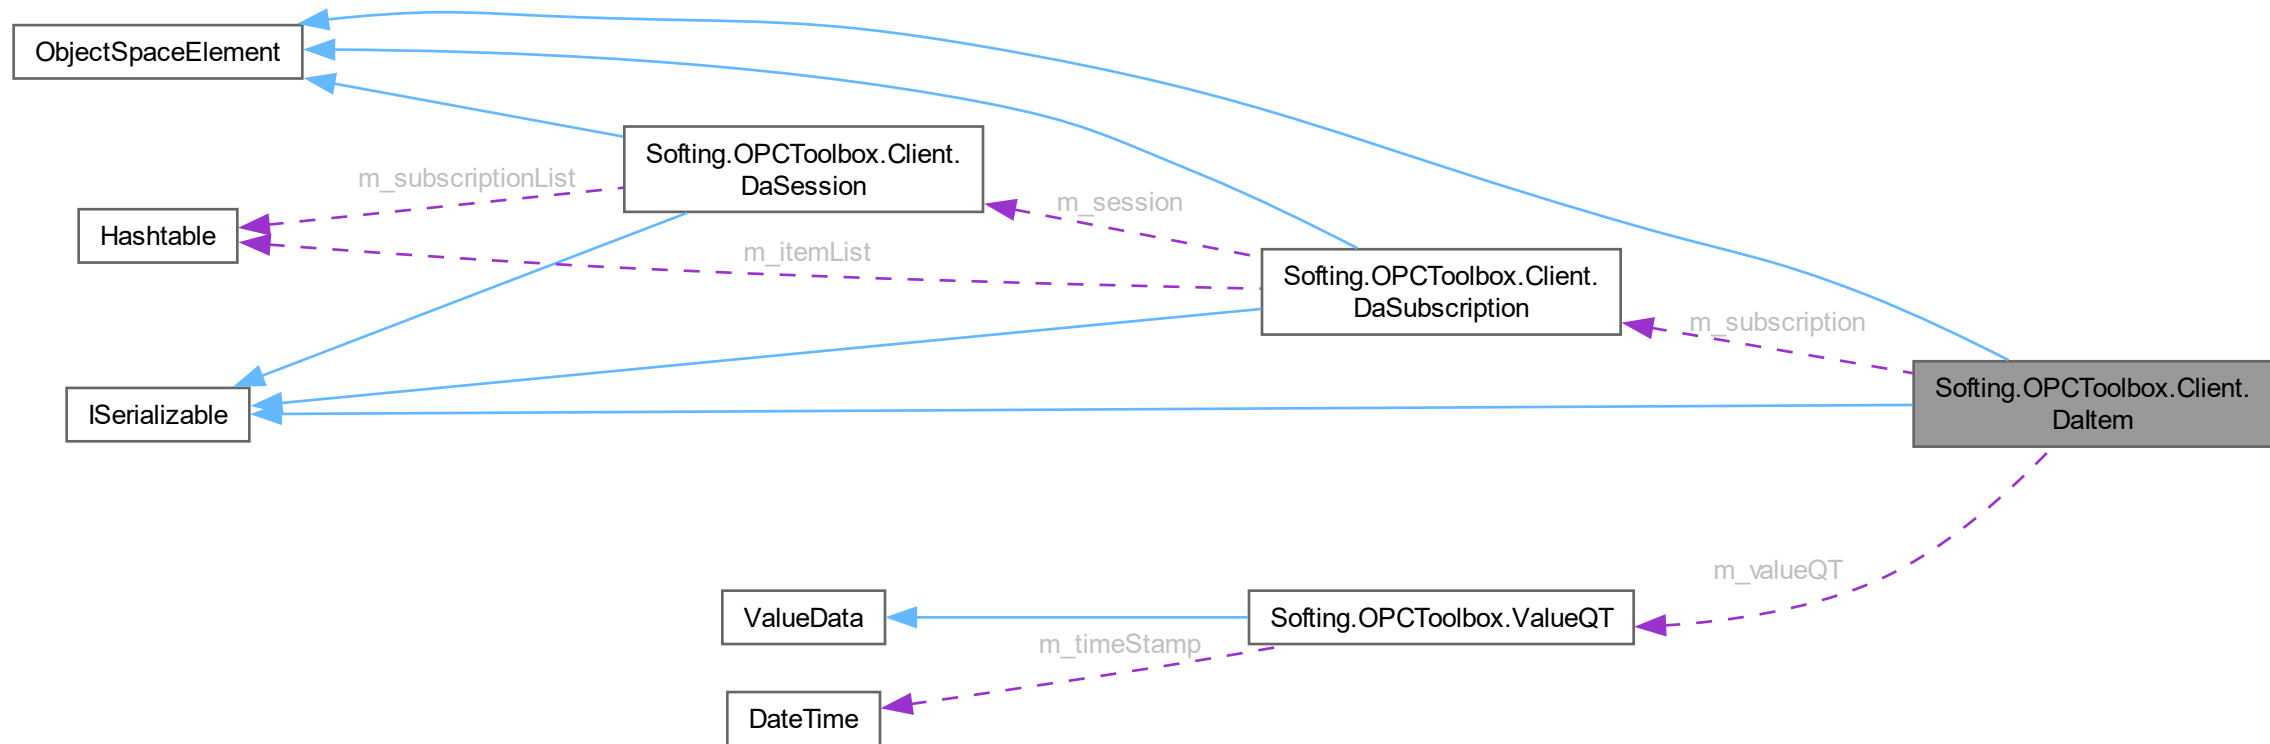 ObjectSpaceElement
Softing.OPCToolbox.Client.
DaSession
m_subscriptionList
m_session
Hashtable
m_itemList
Softing.OPCToolbox.Client.
DaSubscription
m_subscription
ISerializable
Softing.OPCToolbox.Client.
DaItem
m_valueQT
ValueData
Softing.OPCToolbox.ValueQT
m_timeStamp
DateTime